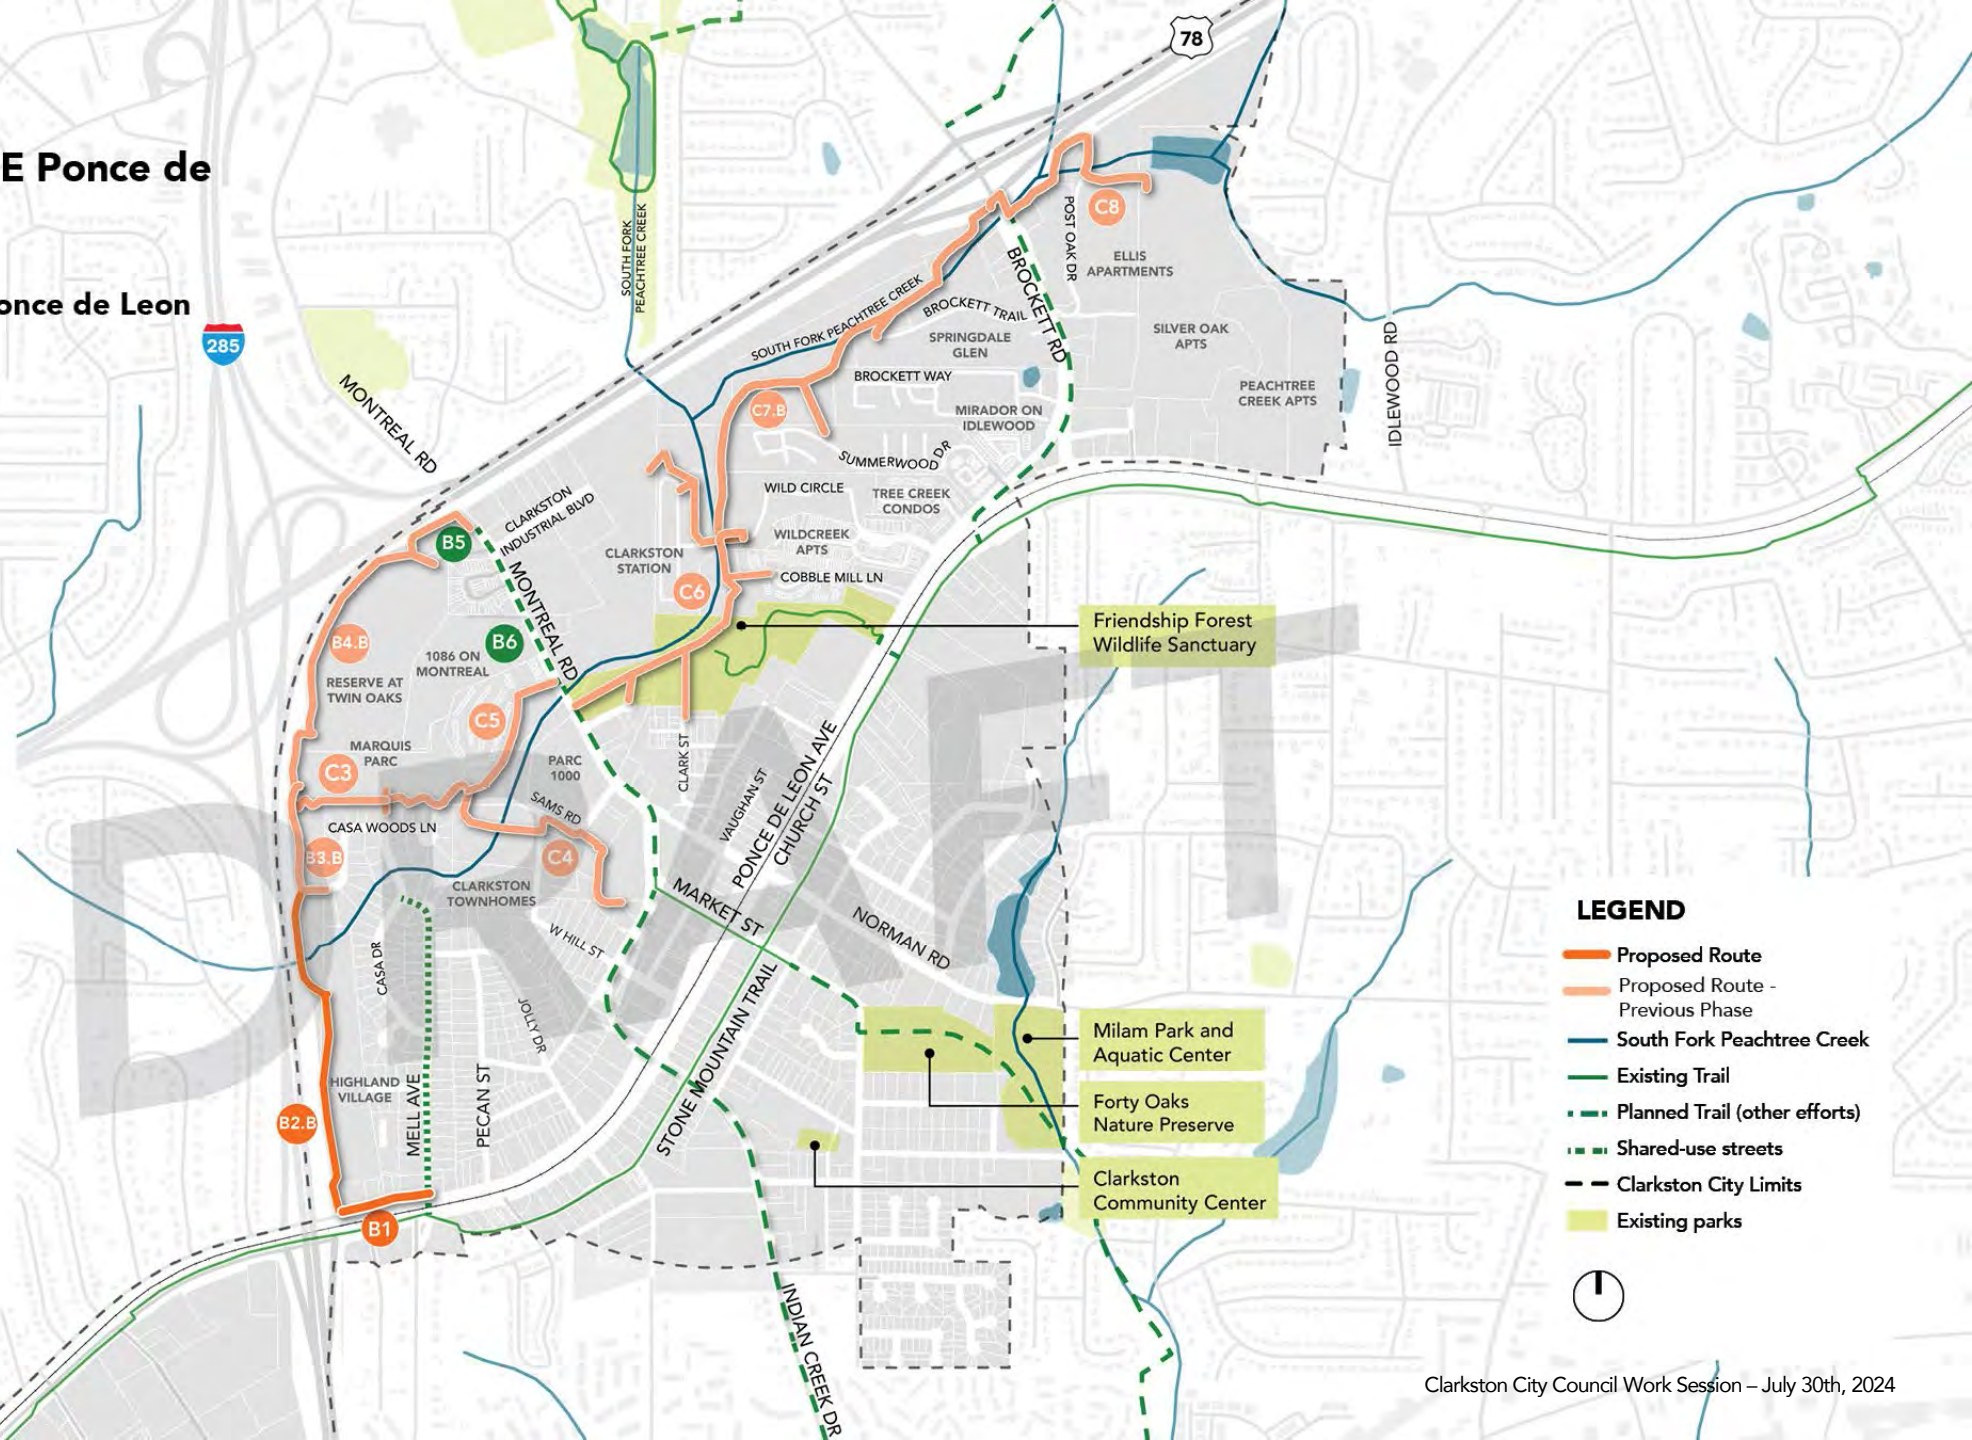 78
E Ponce de
SOUTH FORK
PEACHTREE CREEK
C8
POST OAK DR
ELLIS
APARTMENTS
BROCKETT RD
once de Leon
285
SOUTH FORK PEACHTREE CREEK
BROCKETT TRAIL
SPRINGDALE
GLEN
SILVER OAK
APTS
IDLEWOOD RD
MONTREAL RD
BROCKETT WAY
PEACHTREE
CREEK APTS
C7.B
MIRADOR ON
IDLEWOOD
SUMMERWOOD DR
WILD CIRCLE
TREE CREEK
CONDOS
CLARKSTON
INDUSTRIAL BLVD
B5
WILDCREEK
APTS
CLARKSTON
STATION
COBBLE MILL LN
C6
MONTREAL RD
Friendship Forest
Wildlife Sanctuary
B4.B
B6
1086 ON
MONTREAL
RESERVE AT
TWIN OAKS
C5
MARQUIS
PARC
PARC
1000
C3
CLARK ST
VAUGHAN ST
PONCE DE LEON AVE
CHURCH ST
SAMS RD
CASA WOODS LN
B3.B
C4
CLARKSTON
TOWNHOMES
MARKET ST
NORMAN RD
W HILL ST
CASA DR
JOLLY DR
STONE MOUNTAIN TRAIL
DRAFT
LEGEND
Proposed Route
Proposed Route -
Previous Phase
South Fork Peachtree Creek
Existing Trail
Planned Trail (other efforts)
Shared-use streets
Clarkston City Limits
Existing parks
Milam Park and
Aquatic Center
Forty Oaks
Nature Preserve
Clarkston
Community Center
HIGHLAND
VILLAGE
MELL AVE
PECAN ST
B2.B
B1
INDIAN CREEK DR
Clarkston City Council Work Session – July 30th, 2024